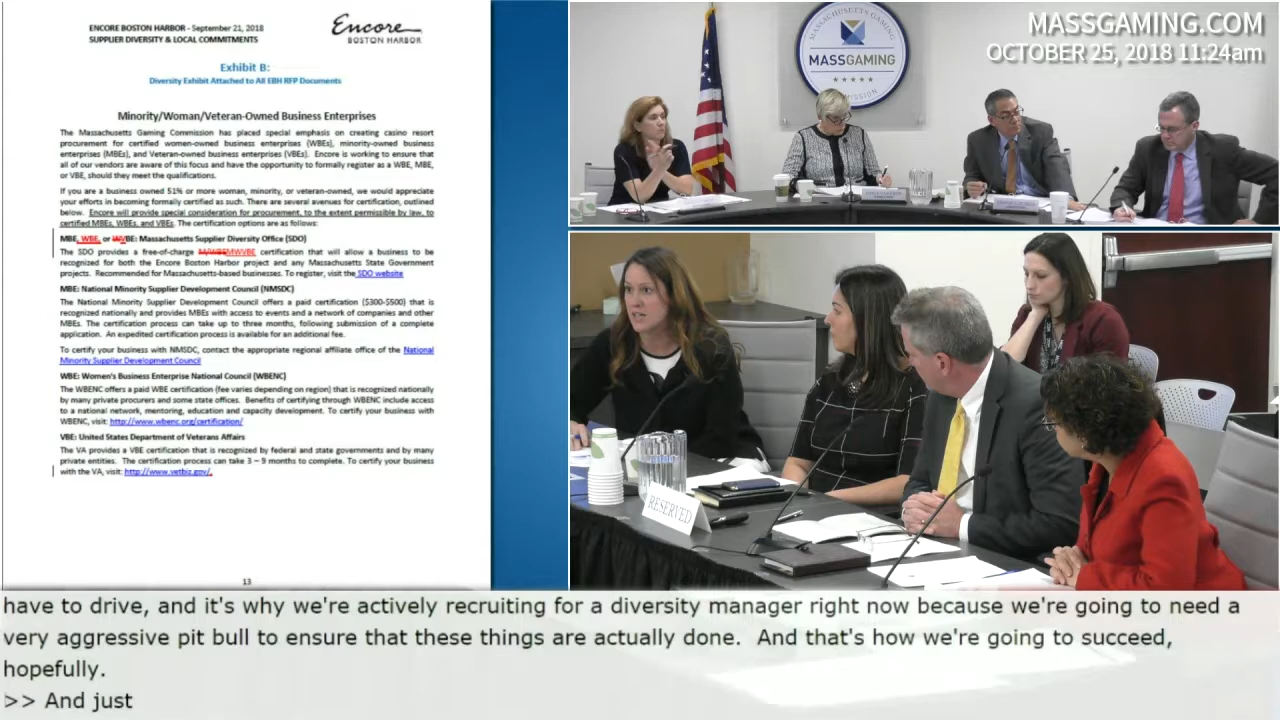 ENCORE BOSTON HARBOR - September 21, 2018
SUPPLIER DIVERSITY & LOCAL COMMITMENTS
Encore
BOSTON HARBOR
Exhibit B:
Diversity Exhibit Attached to All EBH RFP Documents
Minority/Woman/Veteran-Owned Business Enterprises
The Massachusetts Gaming Commission has placed special emphasis on creating casino resort
procurement for certified women-owned business enterprises (WBEs), minority-owned business
enterprises (MBEs), and Veteran-owned business enterprises (VBEs). Encore is working to ensure that
all of our vendors are aware of this focus and have the opportunity to formally register as a WBE, MBE,
or VBE, should they meet the qualifications.
If you are a business owned 51% or more woman, minority, or veteran-owned, we would appreciate
your efforts in becoming formally certified as such. There are several avenues for certification, outlined
below. Encore will provide special consideration for procurement, to the extent permissible by law, to
certified MBEs, WBEs, and VBEs. The certification options are as follows:
MBE, WBE, or WVBE: Massachusetts Supplier Diversity Office (SDO)
The SDO provides a free-of-charge M/WBEMWVBE certification that will allow a business to be
recognized for both the Encore Boston Harbor project and any Massachusetts State Government
projects. Recommended for Massachusetts-based businesses. To register, visit the SDO website
MBE: National Minority Supplier Development Council (NMSDC)
The National Minority Supplier Development Council offers a paid certification ($300-$500) that is
recognized nationally and provides MBEs with access to events and a network of companies and other
MBEs. The certification process can take up to three months, following submission of a complete
application. An expedited certification process is available for an additional fee.
To certify your business with NMSDC, contact the appropriate regional affiliate office of the National
Minority Supplier Development Council
WBE: Women's Business Enterprise National Council (WBENC)
The WBENC offers a paid WBE certification (fee varies depending on region) that is recognized nationally
by many private procurers and some state offices. Benefits of certifying through WBENC include access
to a national network, mentoring, education and capacity development. To certify your business with
WBENC, visit: http://www.wbenc.org/certification/
VBE: United States Department of Veterans Affairs
The VA provides a VBE certification that is recognized by federal and state governments and by many
private entities. The certification process can take 3 – 9 months to complete. To certify your business
with the VA, visit: http://www.vetbiz.gov/.
13
MASSACHUSETTS GAMING
MASSGAMING
★★★★★
MASSGAMING.COM
OCTOBER 25, 2018 11:24am
RESERVED
have to drive, and it's why we're actively recruiting for a diversity manager right now because we're going to need a
very aggressive pit bull to ensure that these things are actually done.  And that's how we're going to succeed,
hopefully.
>> And just